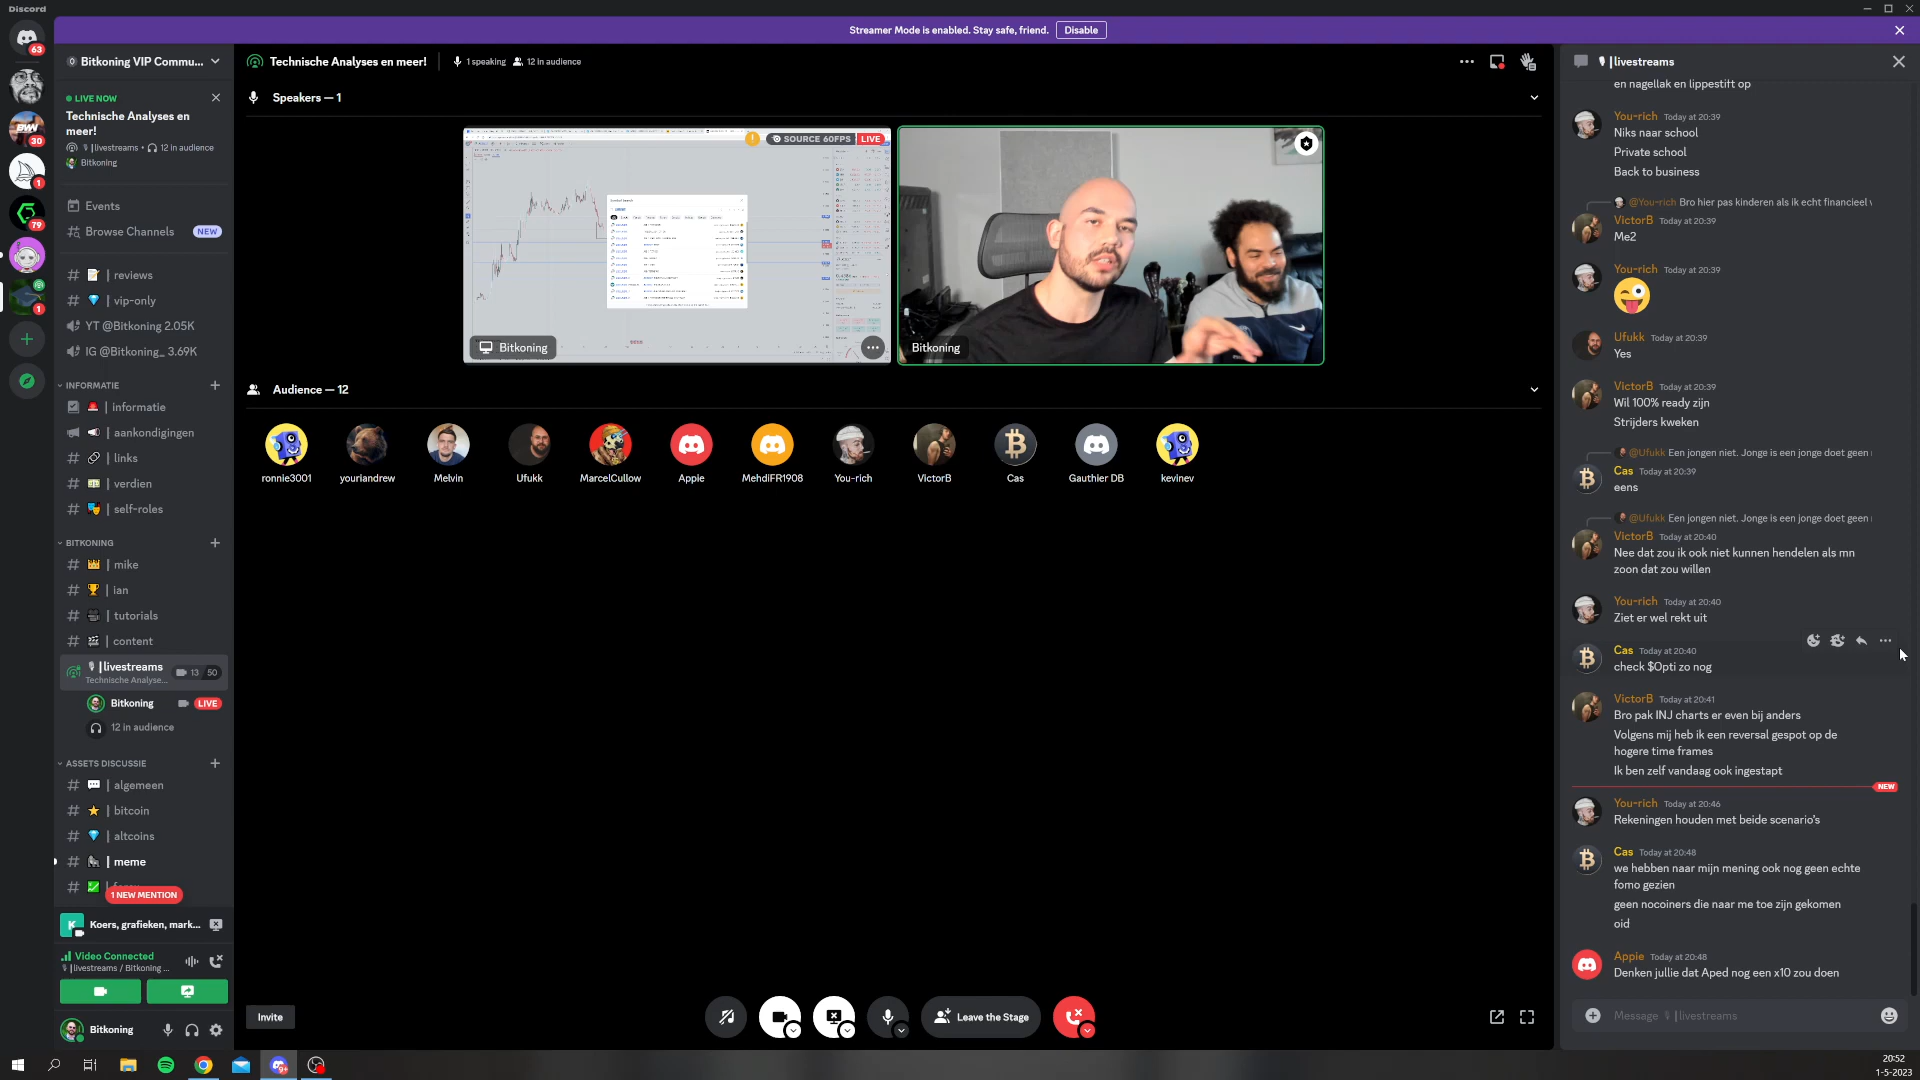 Discord
Streamer Mode is enabled. Stay safe, friend.
Disable
63
30
1
79
1
Bitkoning VIP Commu...
LIVE NOW
Technische Analyses en
meer!
|livestreams • 12 in audience
Bitkoning
Events
Browse Channels
NEW
| reviews
| vip-only
YT @Bitkoning 2.05K
IG @Bitkoning_ 3.69K
INFORMATIE
| informatie
| aankondigingen
| links
| verdien
| self-roles
BITKONING
| mike
| ian
| tutorials
| content
|livestreams
13 50
Technische Analyse...
Bitkoning
LIVE
12 in audience
ASSETS DISCUSSIE
| algemeen
| bitcoin
| altcoins
| meme
1 NEW MENTION
Koers, grafieken, mark...
Video Connected
|livestreams / Bitkoning ...
Bitkoning
Technische Analyses en meer!
1 speaking
12 in audience
Speakers — 1
SOURCE 60FPS
LIVE
Bitkoning
Bitkoning
Audience — 12
ronnie3001
youriandrew
Melvin
Ufukk
MarcelCullow
Appie
MehdiFR1908
You-rich
VictorB
Cas
Gauthier DB
kevinev
Invite
Leave the Stage
|livestreams
en nagellak en lippestift op
You-rich Today at 20:39
Niks naar school
Private school
Back to business
@You-rich Bro hier pas kinderen als ik echt financieel v
VictorB Today at 20:39
Me2
You-rich Today at 20:39
Ufukk Today at 20:39
Yes
VictorB Today at 20:39
Wil 100% ready zijn
Strijders kweken
@Ufukk Een jongen niet. Jonge is een jonge doet geen
Cas Today at 20:39
eens
@Ufukk Een jongen niet. Jonge is een jonge doet geen
VictorB Today at 20:40
Nee dat zou ik ook niet kunnen hendelen als mn
zoon dat zou willen
You-rich Today at 20:40
Ziet er wel rekt uit
Cas Today at 20:40
check $Opti zo nog
VictorB Today at 20:41
Bro pak INJ charts er even bij anders
Volgens mij heb ik een reversal gespot op de
hogere time frames
Ik ben zelf vandaag ook ingestapt
NEW
You-rich Today at 20:46
Rekeningen houden met beide scenario's
Cas Today at 20:48
we hebben naar mijn mening ook nog geen echte
fomo gezien
geen nocoiners die naar me toe zijn gekomen
oid
Appie Today at 20:48
Denken jullie dat Aped nog een x10 zou doen
Message |livestreams
20:52
1-5-2023